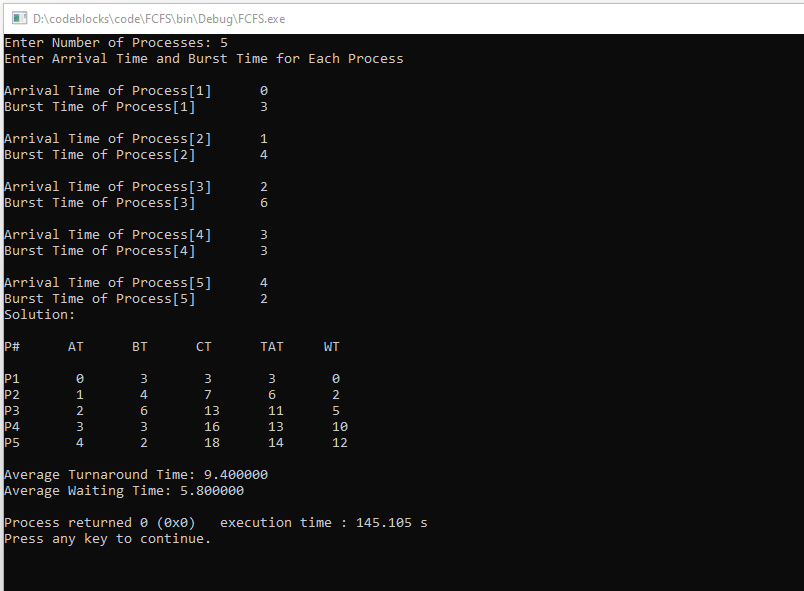 D:\codeblocks\code\FCFS\bin\Debug\FCFS.exe
Enter Number of Processes: 5
Enter Arrival Time and Burst Time for Each Process
Arrival Time of Process[1] 0
Burst Time of Process[1] 3
Arrival Time of Process[2] 1
Burst Time of Process[2] 4
Arrival Time of Process[3] 2
Burst Time of Process[3] 6
Arrival Time of Process[4] 3
Burst Time of Process[4] 3
Arrival Time of Process[5] 4
Burst Time of Process[5] 2
Solution:
P# AT BT CT TAT WT
P1 0 3 3 3 0
P2 1 4 7 6 2
P3 2 6 13 11 5
P4 3 3 16 13 10
P5 4 2 18 14 12
Average Turnaround Time: 9.400000
Average Waiting Time: 5.800000
Process returned 0 (0x0) execution time : 145.105 s
Press any key to continue.